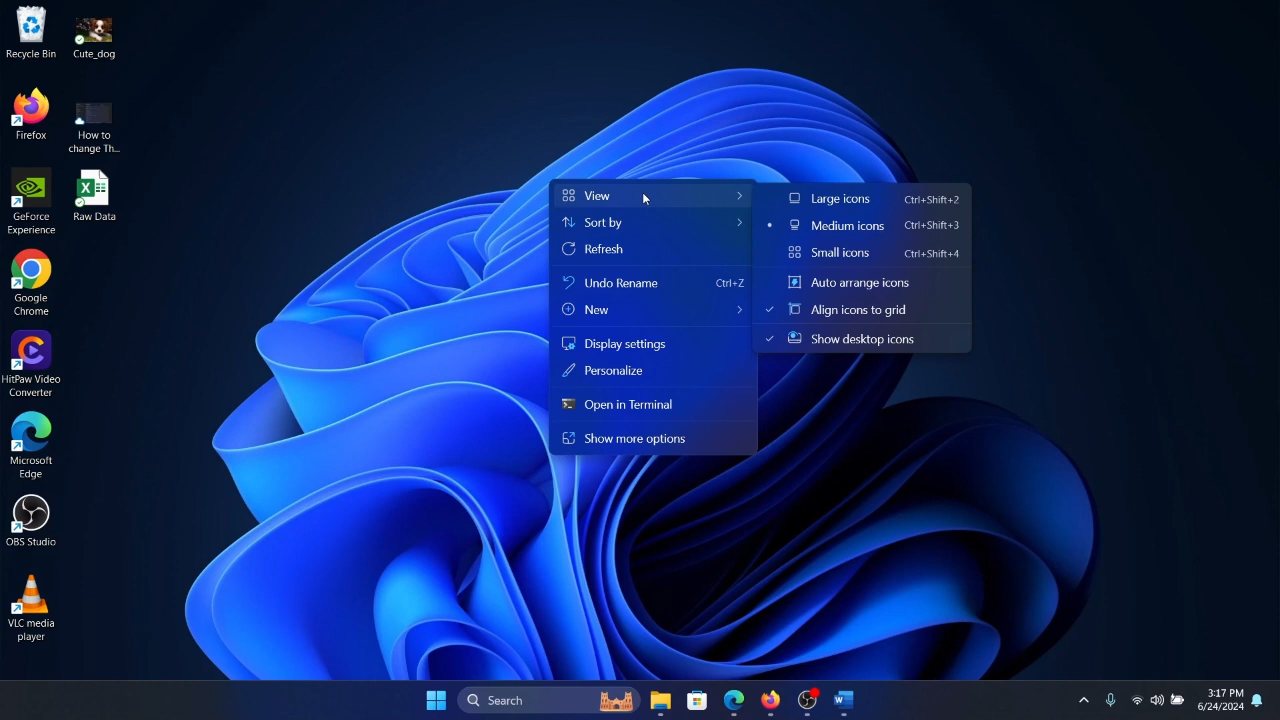 Recycle Bin
Cute_dog
Firefox
How to
change Th...
GeForce
Experience
Raw Data
Google
Chrome
HitPaw Video
Converter
Microsoft
Edge
OBS Studio
VLC media
player
View
Sort by
Refresh
Undo Rename Ctrl+Z
New
Display settings
Personalize
Open in Terminal
Show more options
Large icons Ctrl+Shift+2
Medium icons Ctrl+Shift+3
Small icons Ctrl+Shift+4
Auto arrange icons
Align icons to grid
Show desktop icons
Search
3:17 PM
6/24/2024